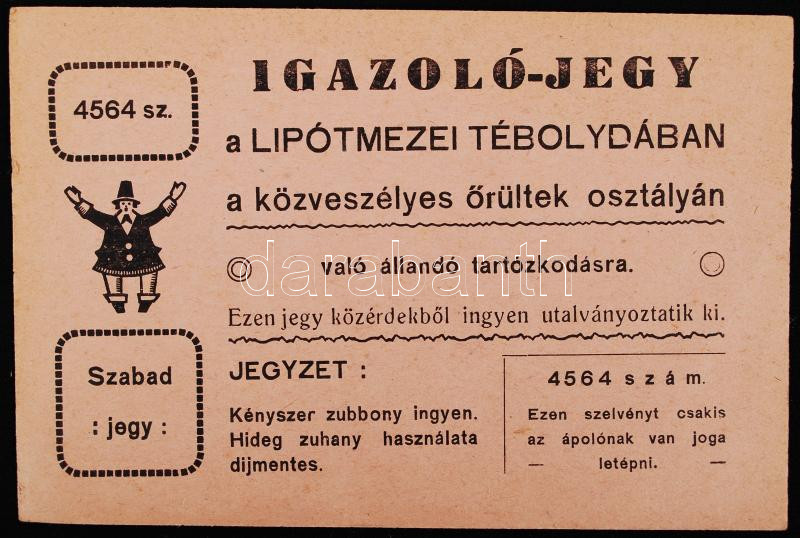 4564 sz.
IGAZOLÓ-JEGY
a LIPÓTMEZEI TÉBOLYDÁBAN
a közveszélyes őrültek osztályán
való állandó tartózkodásra.
Ezen jegy közérdekből ingyen utalványoztatik ki.
Szabad
: jegy :
JEGYZET :
Kényszer zubbony ingyen.
Hideg zuhany használata
dijmentes.
4564 szám.
Ezen szelvényt csakis
az ápolónak van joga
— letépni. —
darabanth